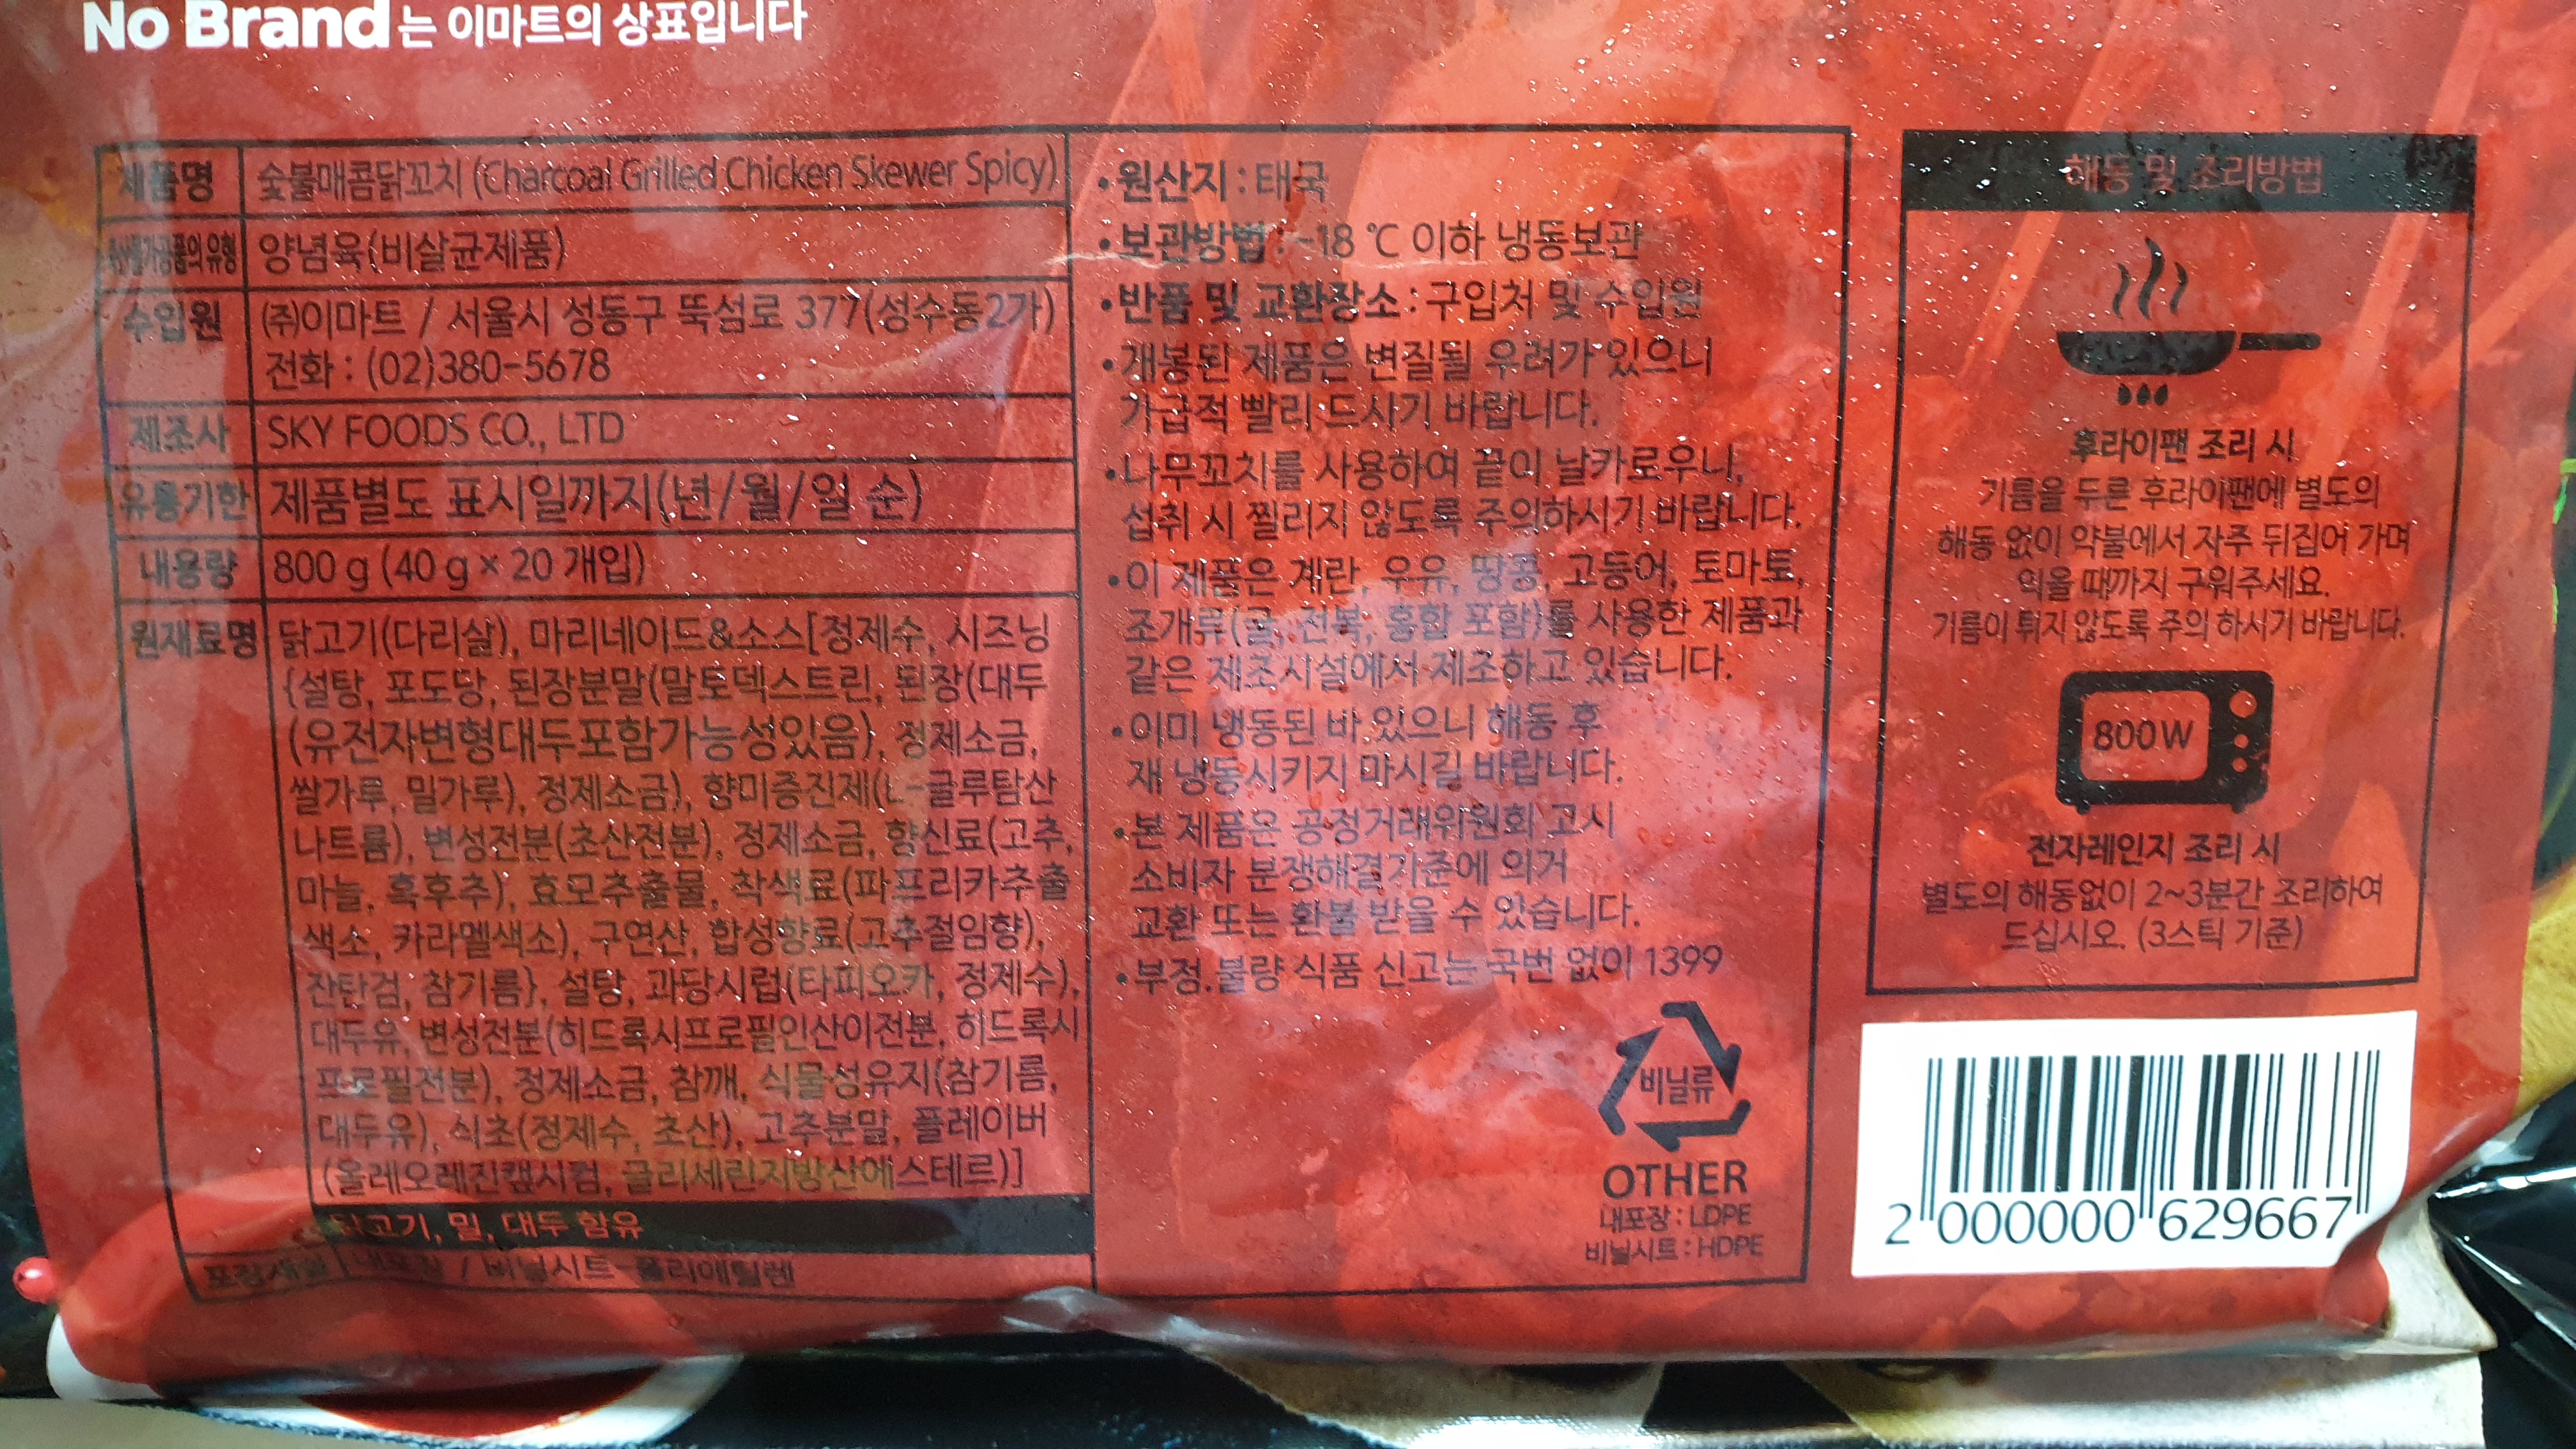 No Brand는 이마트의 상표입니다
제품명 숯불매콤닭꼬치 (Charcoal Grilled Chicken Skewer Spicy)
축산물가공품의 유형 양념육(비살균제품)
수입원 (주)이마트 / 서울시 성동구 뚝섬로 377(성수동2가)
전화 : (02)380-5678
제조사 SKY FOODS CO., LTD
유통기한 제품별도 표시일까지(년/월/일 순)
내용량 800 g (40 g × 20 개입)
원재료명 닭고기(다리살), 마리네이드&소스[정제수, 시즈닝
{설탕, 포도당, 된장분말(말토덱스트린, 된장(대두
(유전자변형대두포함가능성있음), 정제소금,
쌀가루, 밀가루), 정제소금), 향미증진제(L-글루탐산
나트륨), 변성전분(초산전분), 정제소금, 향신료(고추,
마늘, 흑후추), 효모추출물, 착색료(파프리카추출
색소, 카라멜색소), 구연산, 합성향료(고추절임향),
잔탄검, 참기름}, 설탕, 과당시럽(타피오카, 정제수),
대두유, 변성전분(히드록시프로필인산이전분, 히드록시
프로필전분), 정제소금, 참깨, 식물성유지(참기름,
대두유), 식초(정제수, 초산), 고추분말, 플레이버
(올레오레진캡시컴, 글리세린지방산에스테르)]
닭고기, 밀, 대두 함유
포장재질 내포장 / 비닐시트-폴리에틸렌
•원산지 : 태국
•보관방법 : -18 ℃ 이하 냉동보관
•반품 및 교환장소 : 구입처 및 수입원
•개봉된 제품은 변질될 우려가 있으니
가급적 빨리 드시기 바랍니다.
•나무꼬치를 사용하여 끝이 날카로우니,
섭취 시 찔리지 않도록 주의하시기 바랍니다.
•이 제품은 계란, 우유, 땅콩, 고등어, 토마토,
조개류(굴, 전복, 홍합 포함)를 사용한 제품과
같은 제조시설에서 제조하고 있습니다.
•이미 냉동된 바 있으니 해동 후
재 냉동시키지 마시길 바랍니다.
•본 제품은 공정거래위원회 고시
소비자 분쟁해결기준에 의거
교환 또는 환불 받을 수 있습니다.
•부정.불량 식품 신고는 국번 없이 1399
비닐류
OTHER
내포장 : LDPE
비닐시트 : HDPE
해동 및 조리방법
후라이팬 조리 시
기름을 두른 후라이팬에 별도의
해동 없이 약불에서 자주 뒤집어 가며
익을 때까지 구워주세요.
기름이 튀지 않도록 주의 하시기 바랍니다.
800W
전자레인지 조리 시
별도의 해동없이 2~3분간 조리하여
드십시오. (3스틱 기준)
2 000000 629667